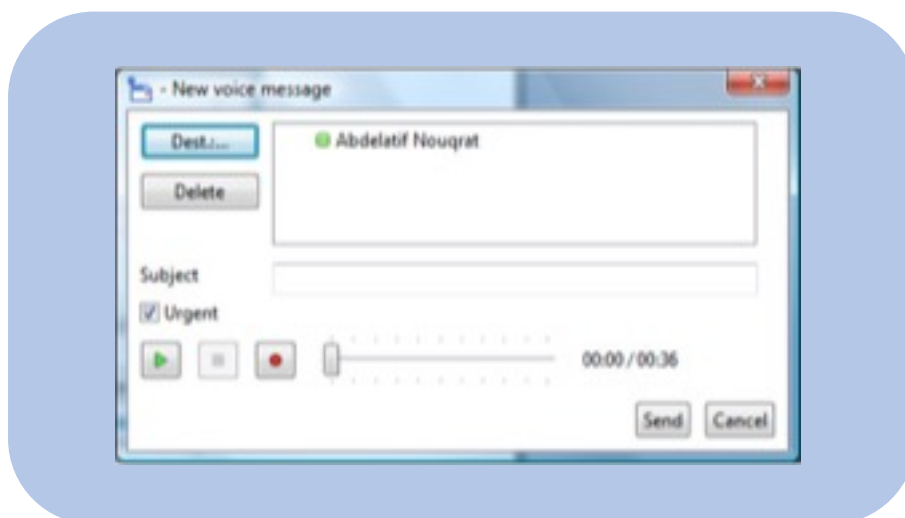 - New voice message
Dest.:...
Abdelatif Nouqrat
Delete
Subject
Urgent
00:00 / 00:36
Send
Cancel